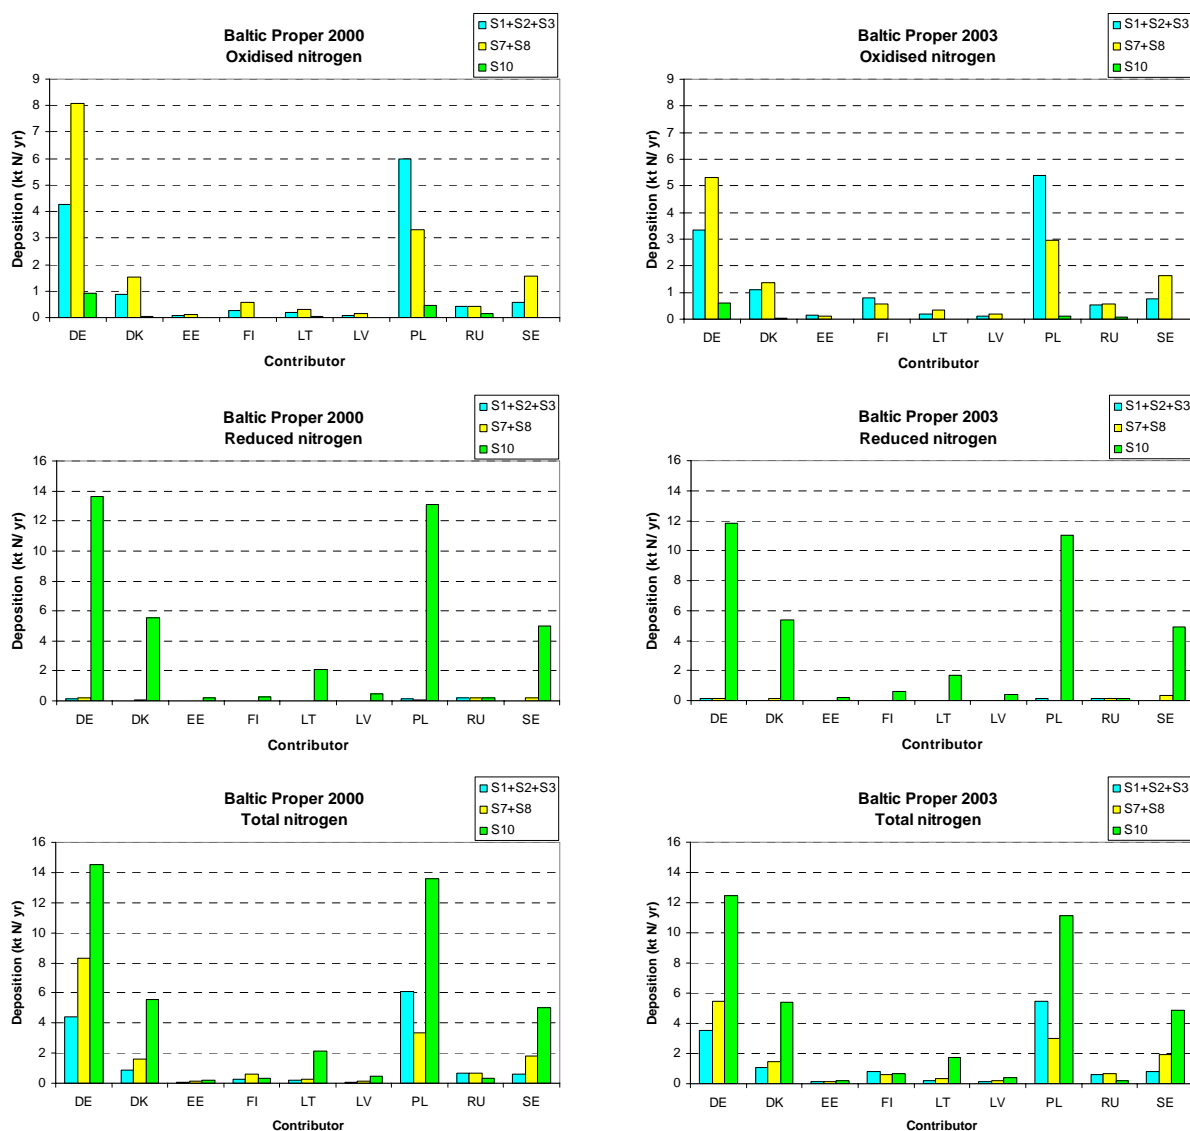 Baltic Proper 2000
Oxidised nitrogen
S1+S2+S3
S7+S8
S10
Deposition (kt N/ yr)
9
8
7
6
5
4
3
2
1
0
DE DK EE FI LT LV PL RU SE
Contributor
Baltic Proper 2003
Oxidised nitrogen
S1+S2+S3
S7+S8
S10
Deposition (kt N/ yr)
9
8
7
6
5
4
3
2
1
0
DE DK EE FI LT LV PL RU SE
Contributor
Baltic Proper 2000
Reduced nitrogen
S1+S2+S3
S7+S8
S10
Deposition (kt N/ yr)
16
14
12
10
8
6
4
2
0
DE DK EE FI LT LV PL RU SE
Contributor
Baltic Proper 2003
Reduced nitrogen
S1+S2+S3
S7+S8
S10
Deposition (kt N/ yr)
16
14
12
10
8
6
4
2
0
DE DK EE FI LT LV PL RU SE
Contributor
Baltic Proper 2000
Total nitrogen
S1+S2+S3
S7+S8
S10
Deposition (kt N/ yr)
16
14
12
10
8
6
4
2
0
DE DK EE FI LT LV PL RU SE
Contributor
Baltic Proper 2003
Total nitrogen
S1+S2+S3
S7+S8
S10
Deposition (kt N/ yr)
16
14
12
10
8
6
4
2
0
DE DK EE FI LT LV PL RU SE
Contributor